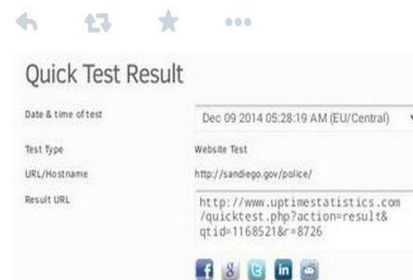 Quick Test Result
Date & time of test
Dec 09 2014 05:28:19 AM (EU/Central)
Test Type
Website Test
URL/Hostname
http://sandiego.gov/police/
Result URL
http://www.uptimestatistics.com
/quicktest.php?action=result&
qtid=1168521&r=8726